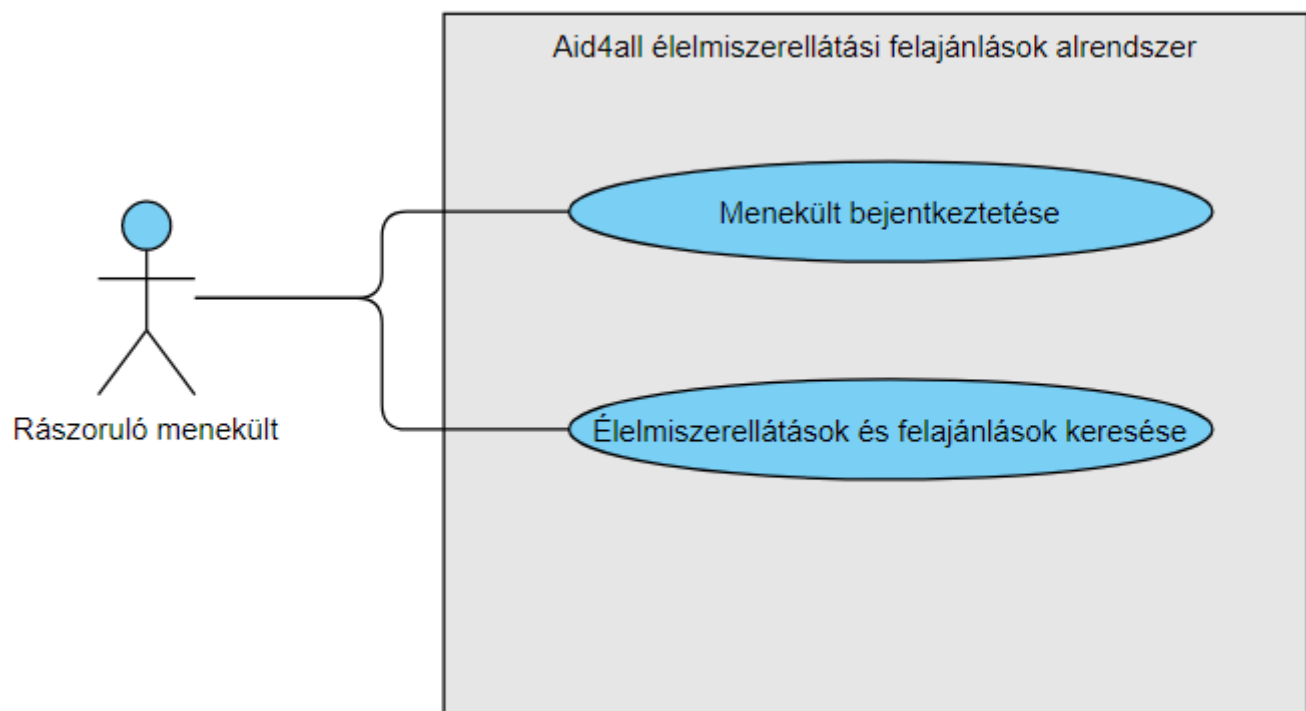 Aid4all élelmiszerellátási felajánlások alrendszer
Menekült bejentkeztetése
Rászoruló menekült
Élelmiszerellátások és felajánlások keresése